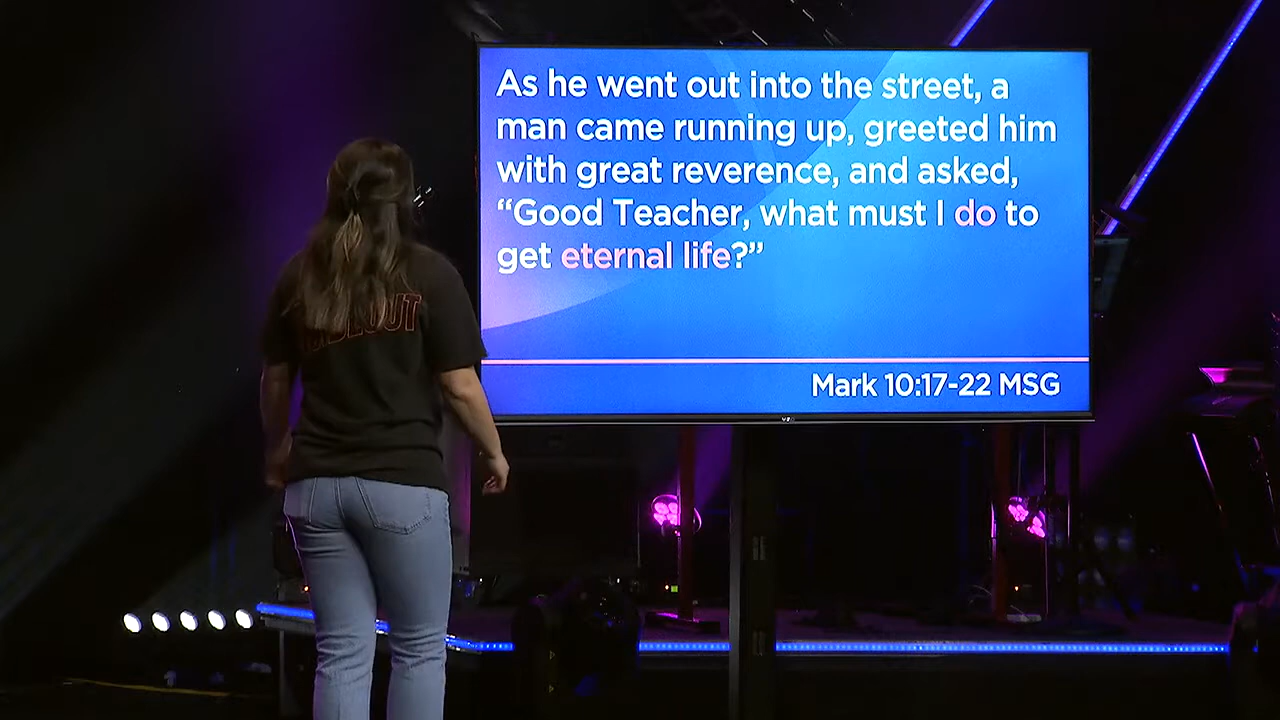 As he went out into the street, a
man came running up, greeted him
with great reverence, and asked,
“Good Teacher, what must I do to
get eternal life?”
Mark 10:17-22 MSG